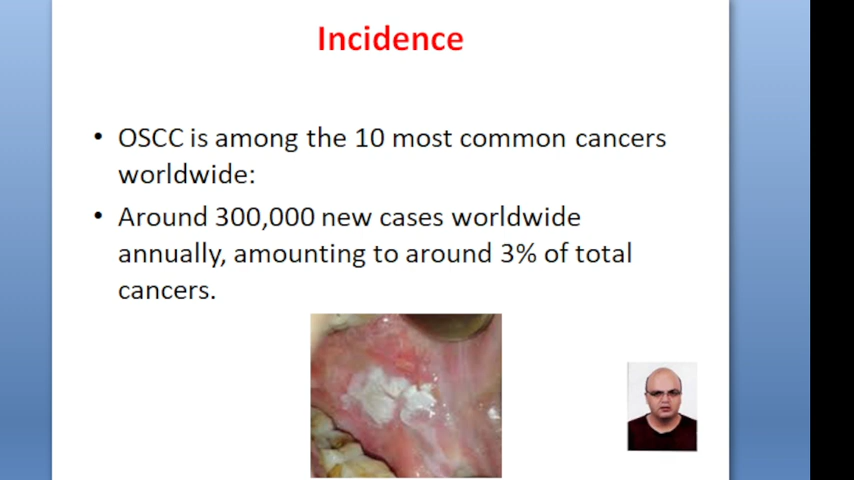 Incidence
• OSCC is among the 10 most common cancers
worldwide:
• Around 300,000 new cases worldwide
annually, amounting to around 3% of total
cancers.